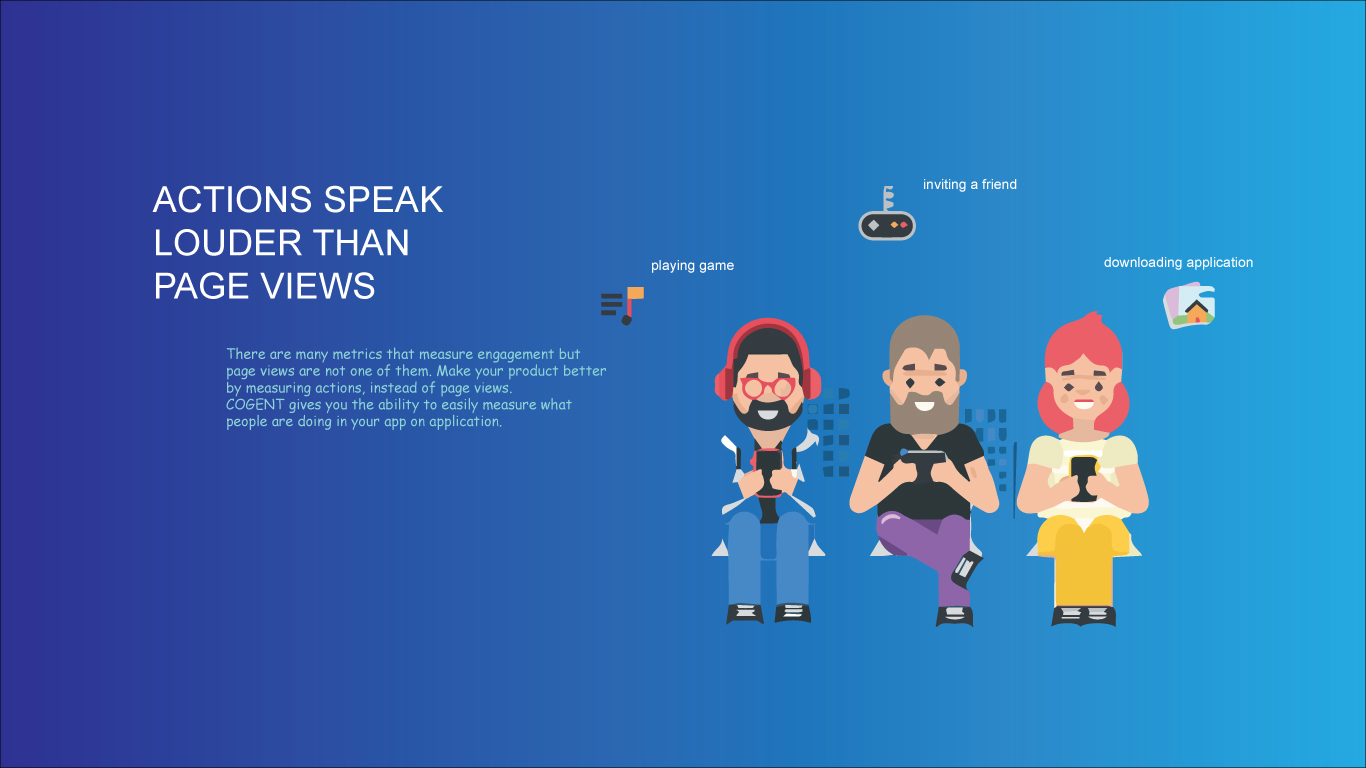 ACTIONS SPEAK
LOUDER THAN
PAGE VIEWS
There are many metrics that measure engagement but
page views are not one of them. Make your product better
by measuring actions, instead of page views.
COGENT gives you the ability to easily measure what
people are doing in your app on application.
playing game
inviting a friend
downloading application